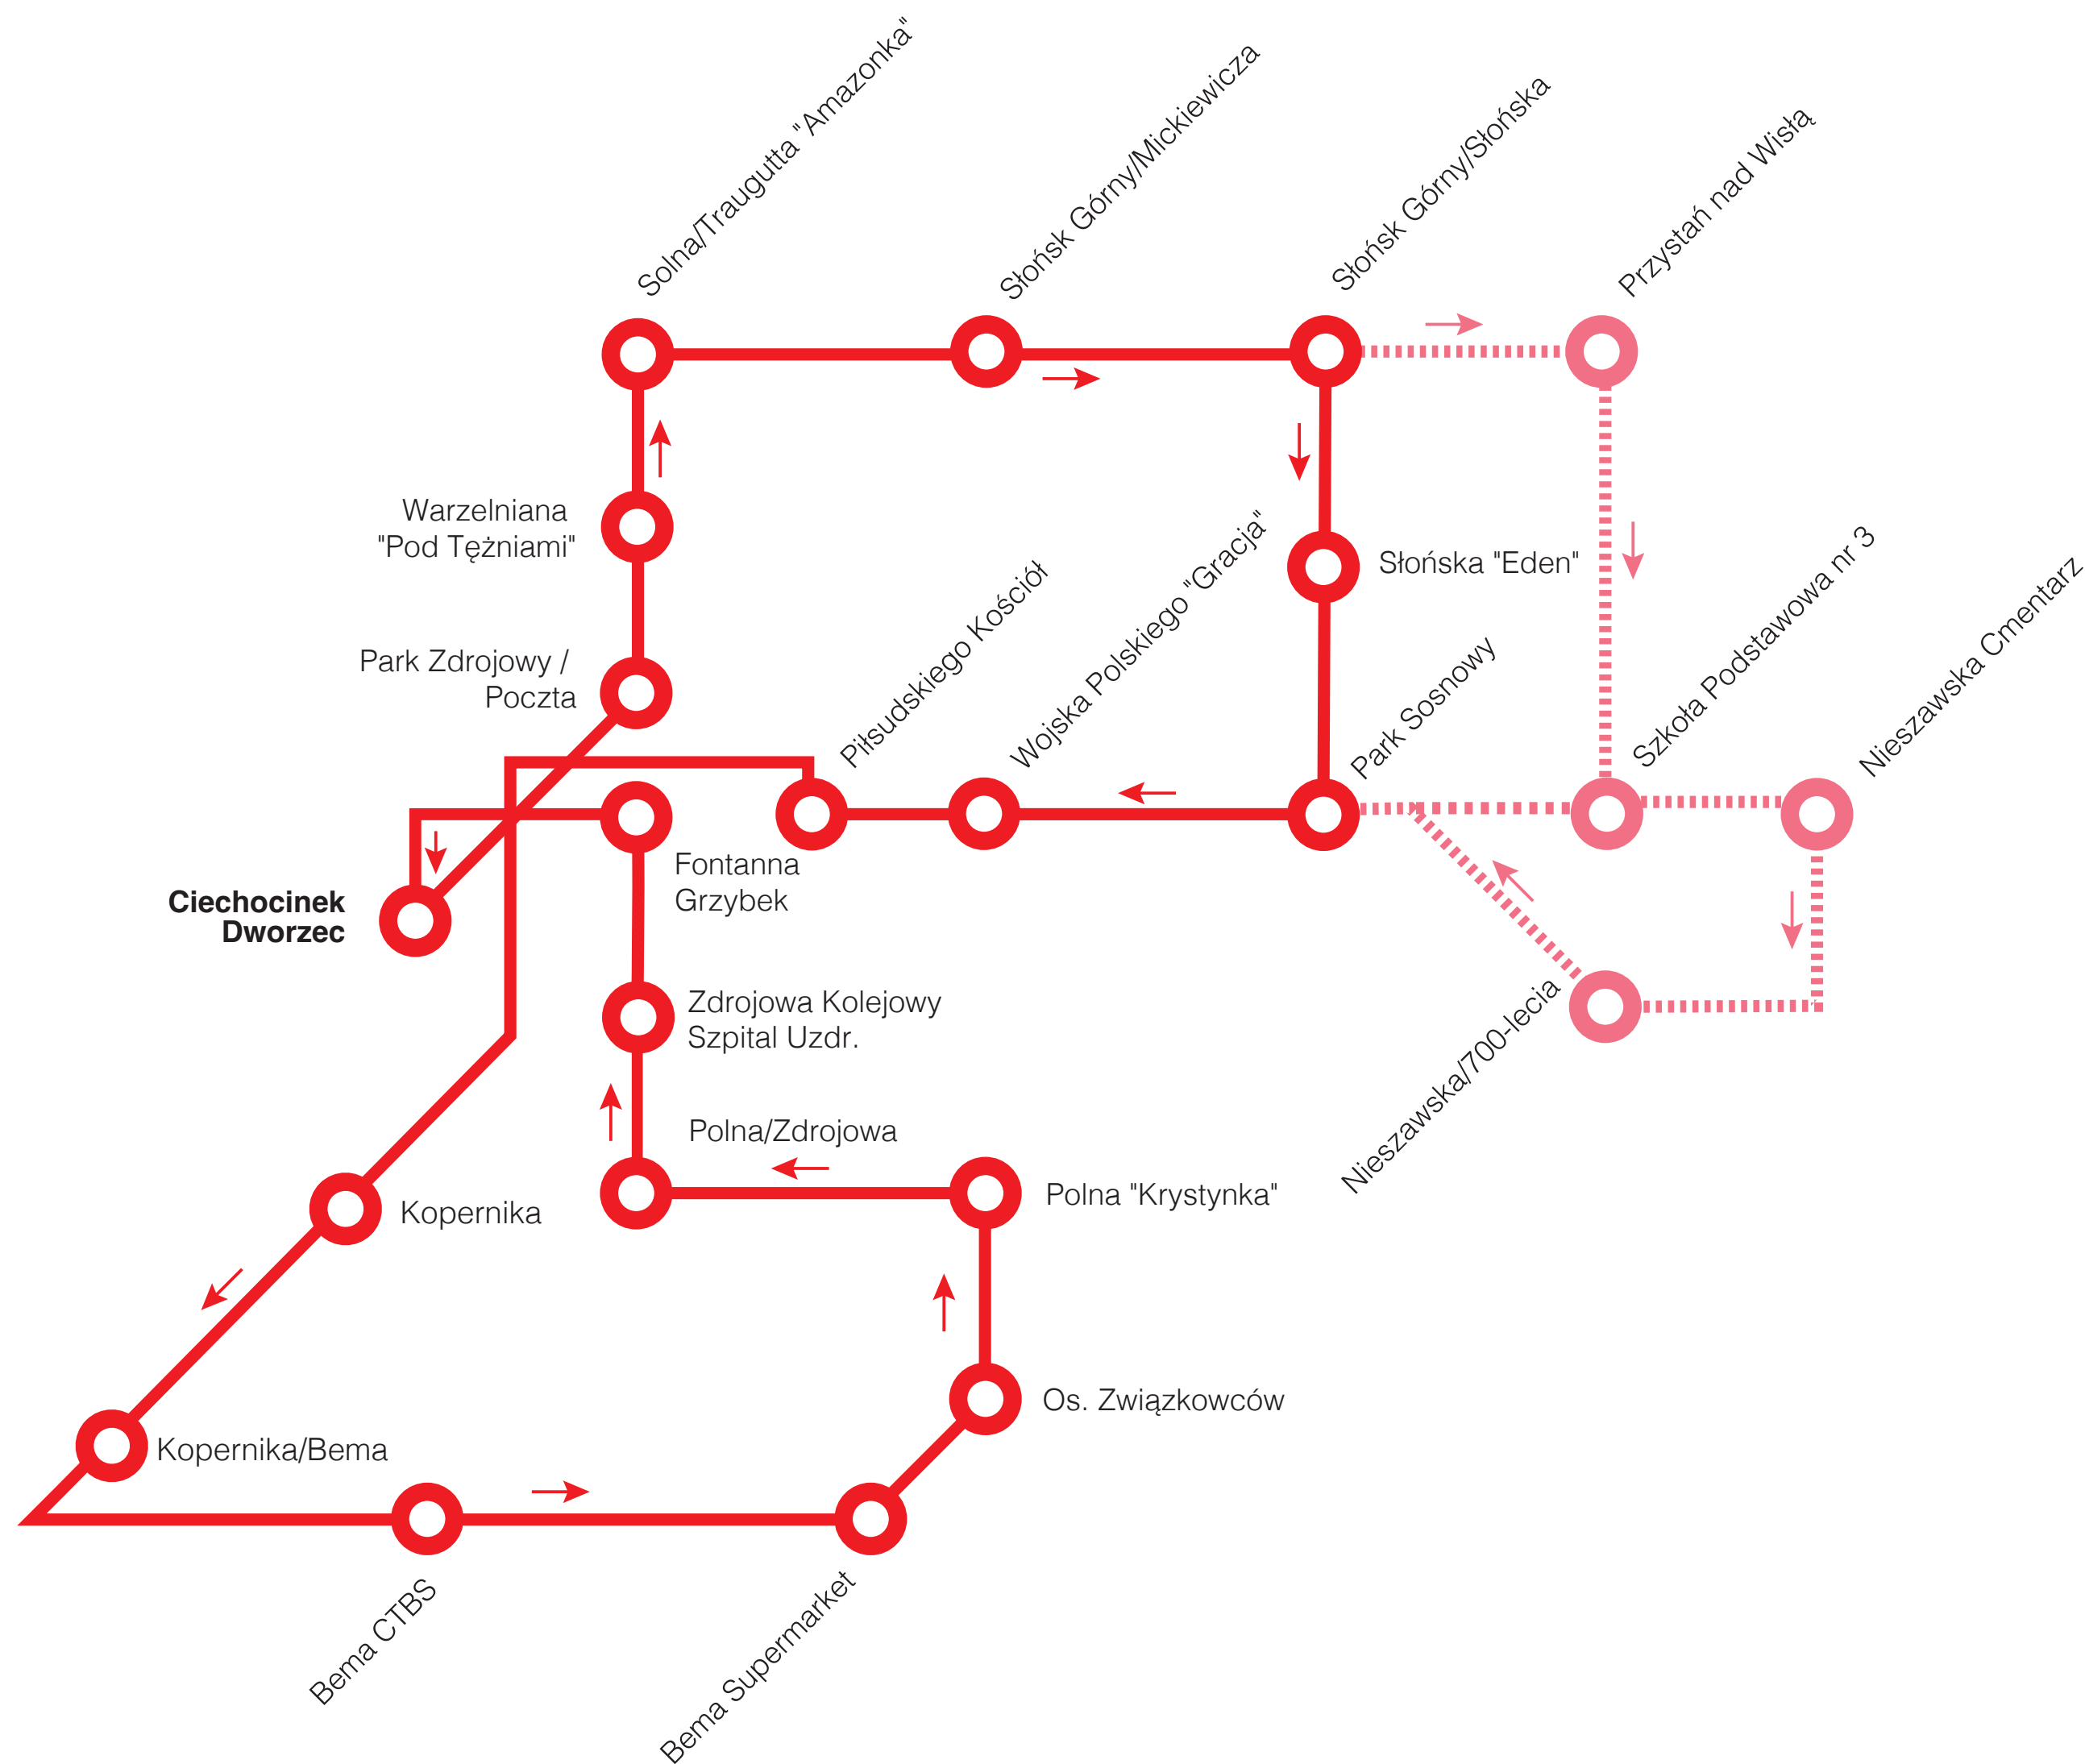 Solna/Traugutta "Amazonka"
Słońsk Górny/Mickiewicza
Słońsk Górny/Słońska
Przystań nad Wisłą
Warzelniana
"Pod Tężniami"
Słońska "Eden"
Park Zdrojowy /
Poczta
Piłsudskiego Kościół
Wojska Polskiego "Gracja"
Park Sosnowy
Szkoła Podstawowa nr 3
Nieszawska Cmentarz
Fontanna
Grzybek
Ciechocinek
Dworzec
Zdrojowa Kolejowy
Szpital Uzdr.
Nieszawska/700-lecia
Polna/Zdrojowa
Polna "Krystynka"
Kopernika
Os. Związkowców
Kopernika/Bema
Bema CTBS
Bema Supermarket